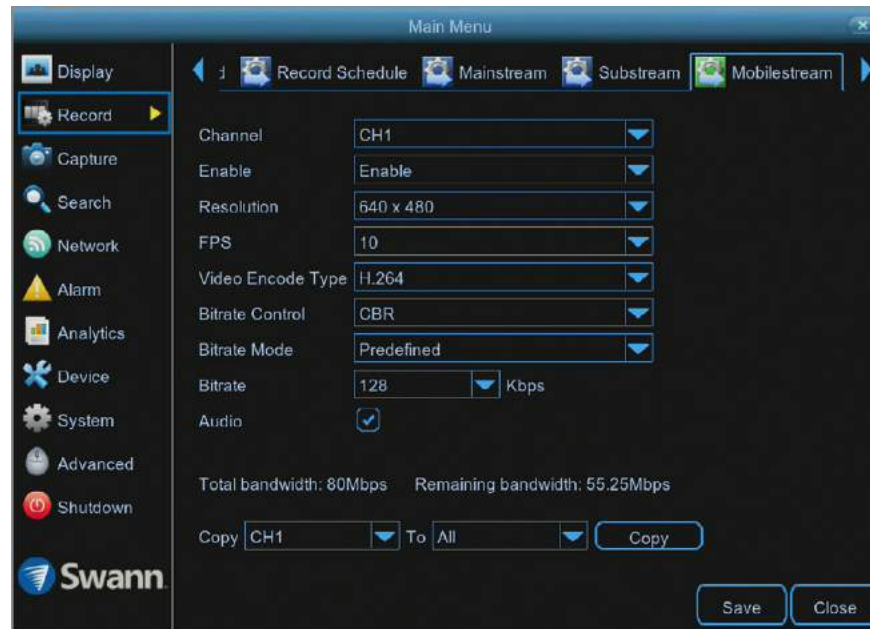 Main Menu
Display
Record
Capture
Search
Network
Alarm
Analytics
Device
System
Advanced
Shutdown
Swann
Record Schedule Mainstream Substream Mobilestream
Channel CH1
Enable Enable
Resolution 640 x 480
FPS 10
Video Encode Type H.264
Bitrate Control CBR
Bitrate Mode Predefined
Bitrate 128 Kbps
Audio
Total bandwidth: 80Mbps Remaining bandwidth: 55.25Mbps
Copy CH1 To All Copy
Save Close